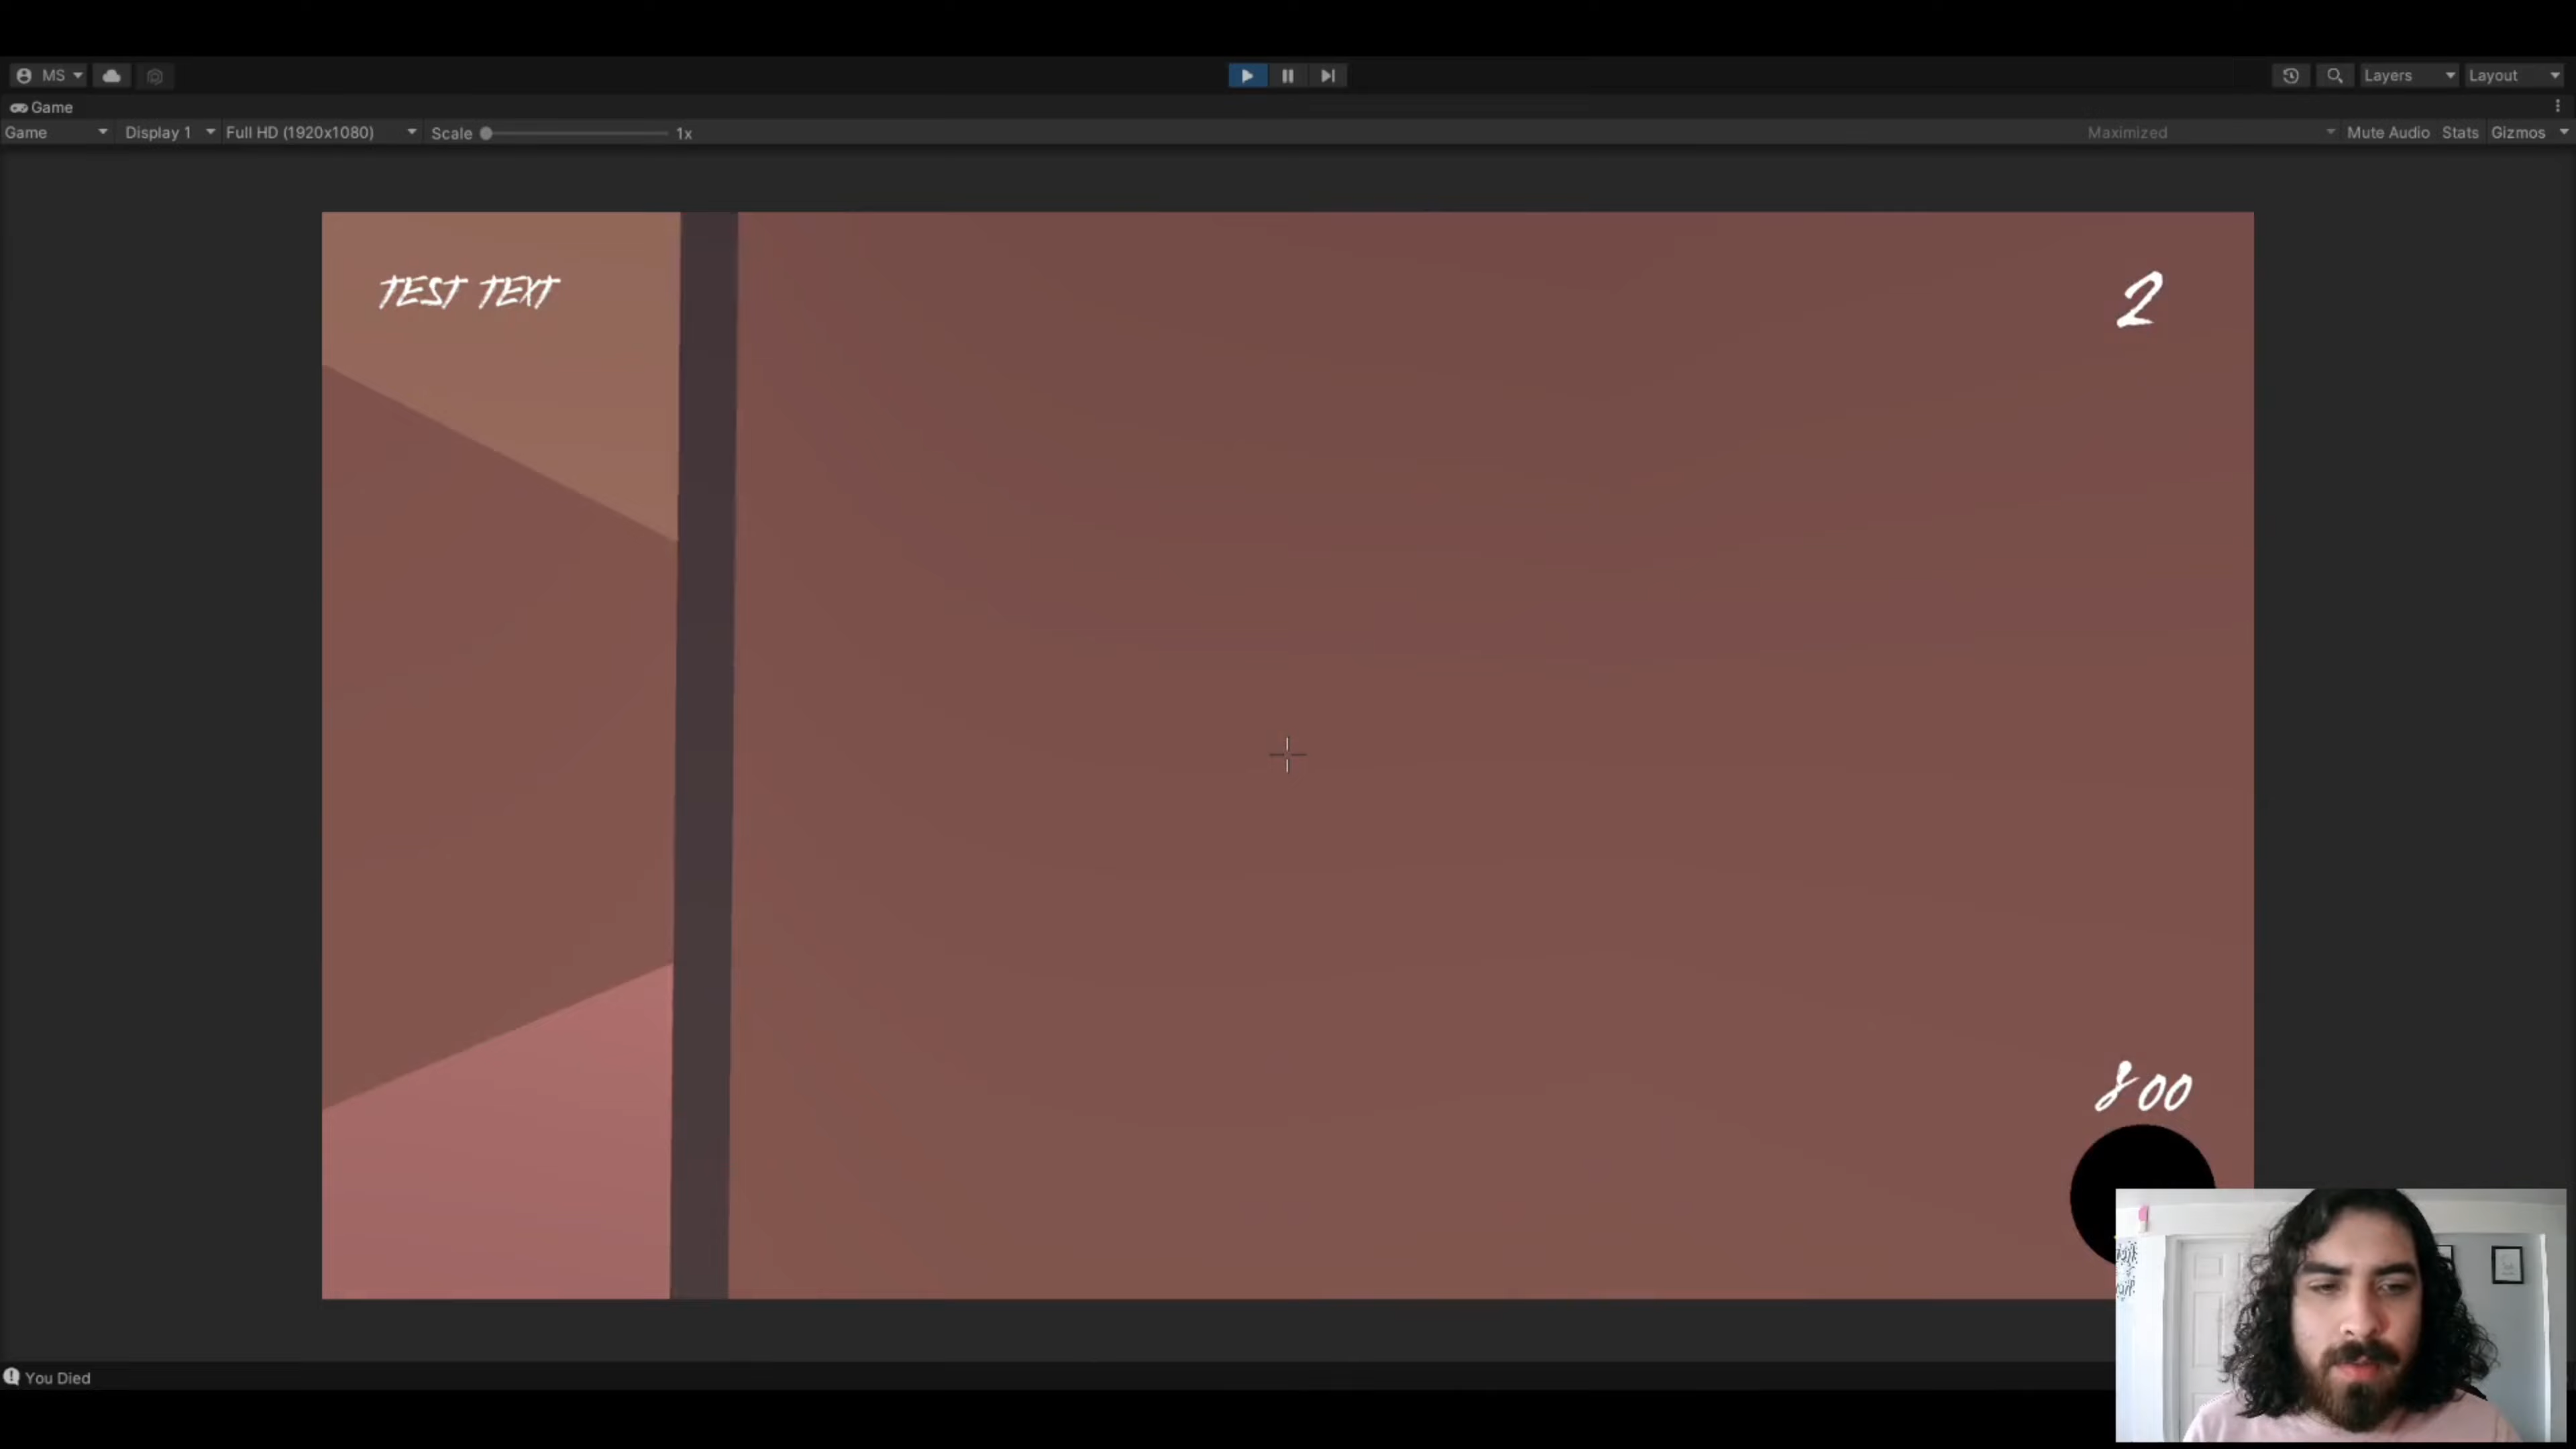 MS
Layers
Layout
Game
Game
Display 1
Full HD (1920x1080)
Scale
1x
Maximized
Mute Audio
Stats
Gizmos
TEST TEXT
2
800
You Died